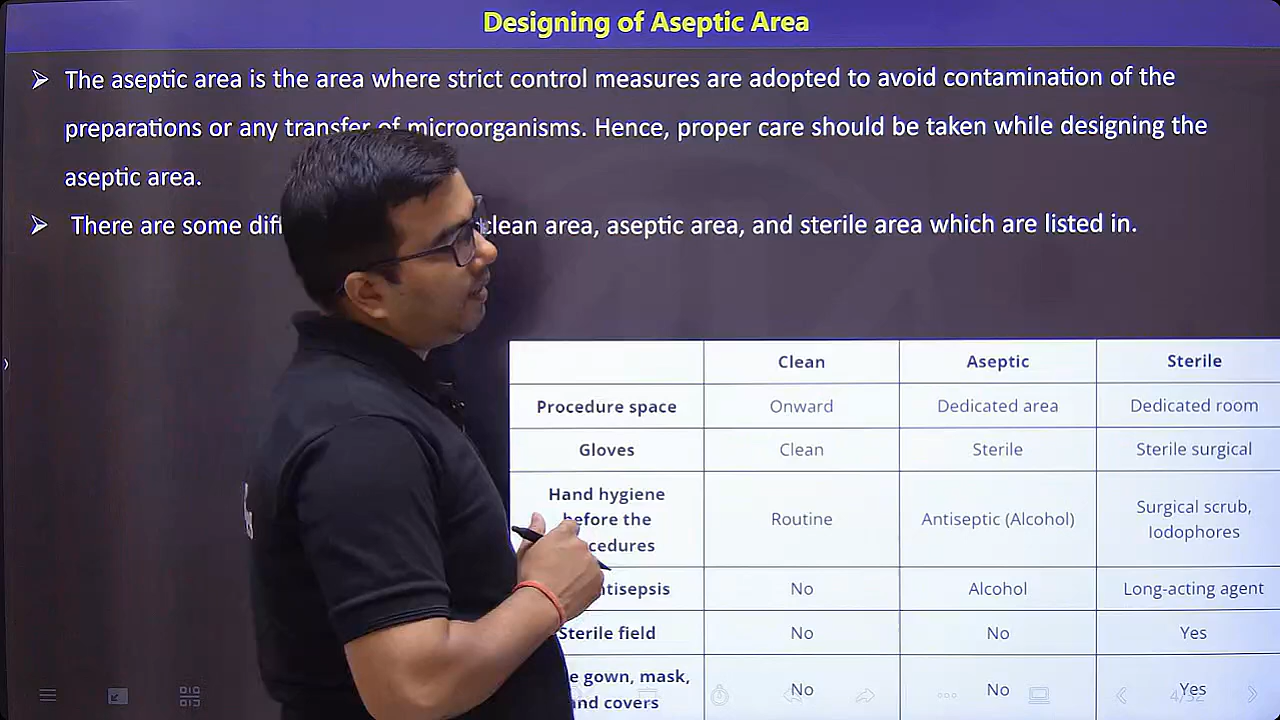 Designing of Aseptic Area
The aseptic area is the area where strict control measures are adopted to avoid contamination of the
preparations or any transfer of microorganisms. Hence, proper care should be taken while designing the
aseptic area.
There are some clean area, aseptic area, and sterile area which are listed in.
Clean Aseptic Sterile
Procedure space Onward Dedicated area Dedicated room
Gloves Clean Sterile Sterile surgical
Hand hygiene
before the
Routine Antiseptic (Alcohol)
Surgical scrub,
Iodophores
No Alcohol Long-acting agent
Sterile field No No Yes
gown, mask,
covers
No No Yes